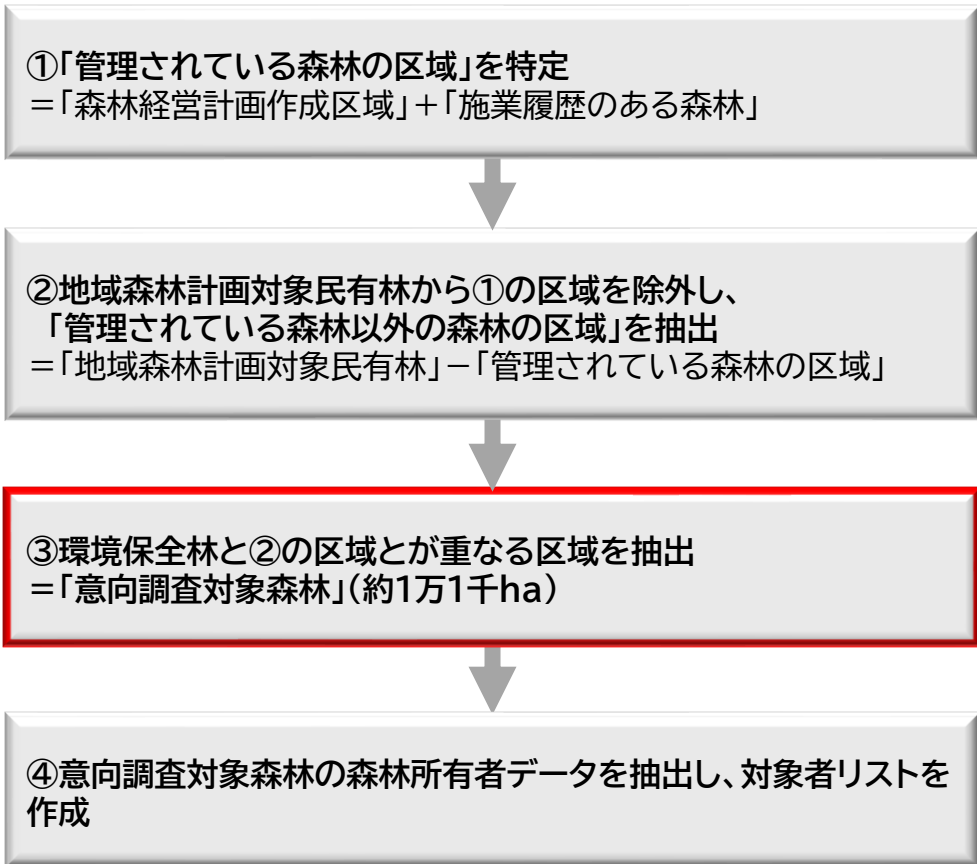 ①「管理されている森林の区域」を特定
＝「森林経営計画作成区域」＋「施業履歴のある森林」
②地域森林計画対象民有林から①の区域を除外し、
「管理されている森林以外の森林の区域」を抽出
＝「地域森林計画対象民有林」－「管理されている森林の区域」
③環境保全林と②の区域とが重なる区域を抽出
＝「意向調査対象森林」（約1万1千ha）
④意向調査対象森林の森林所有者データを抽出し、対象者リストを
作成